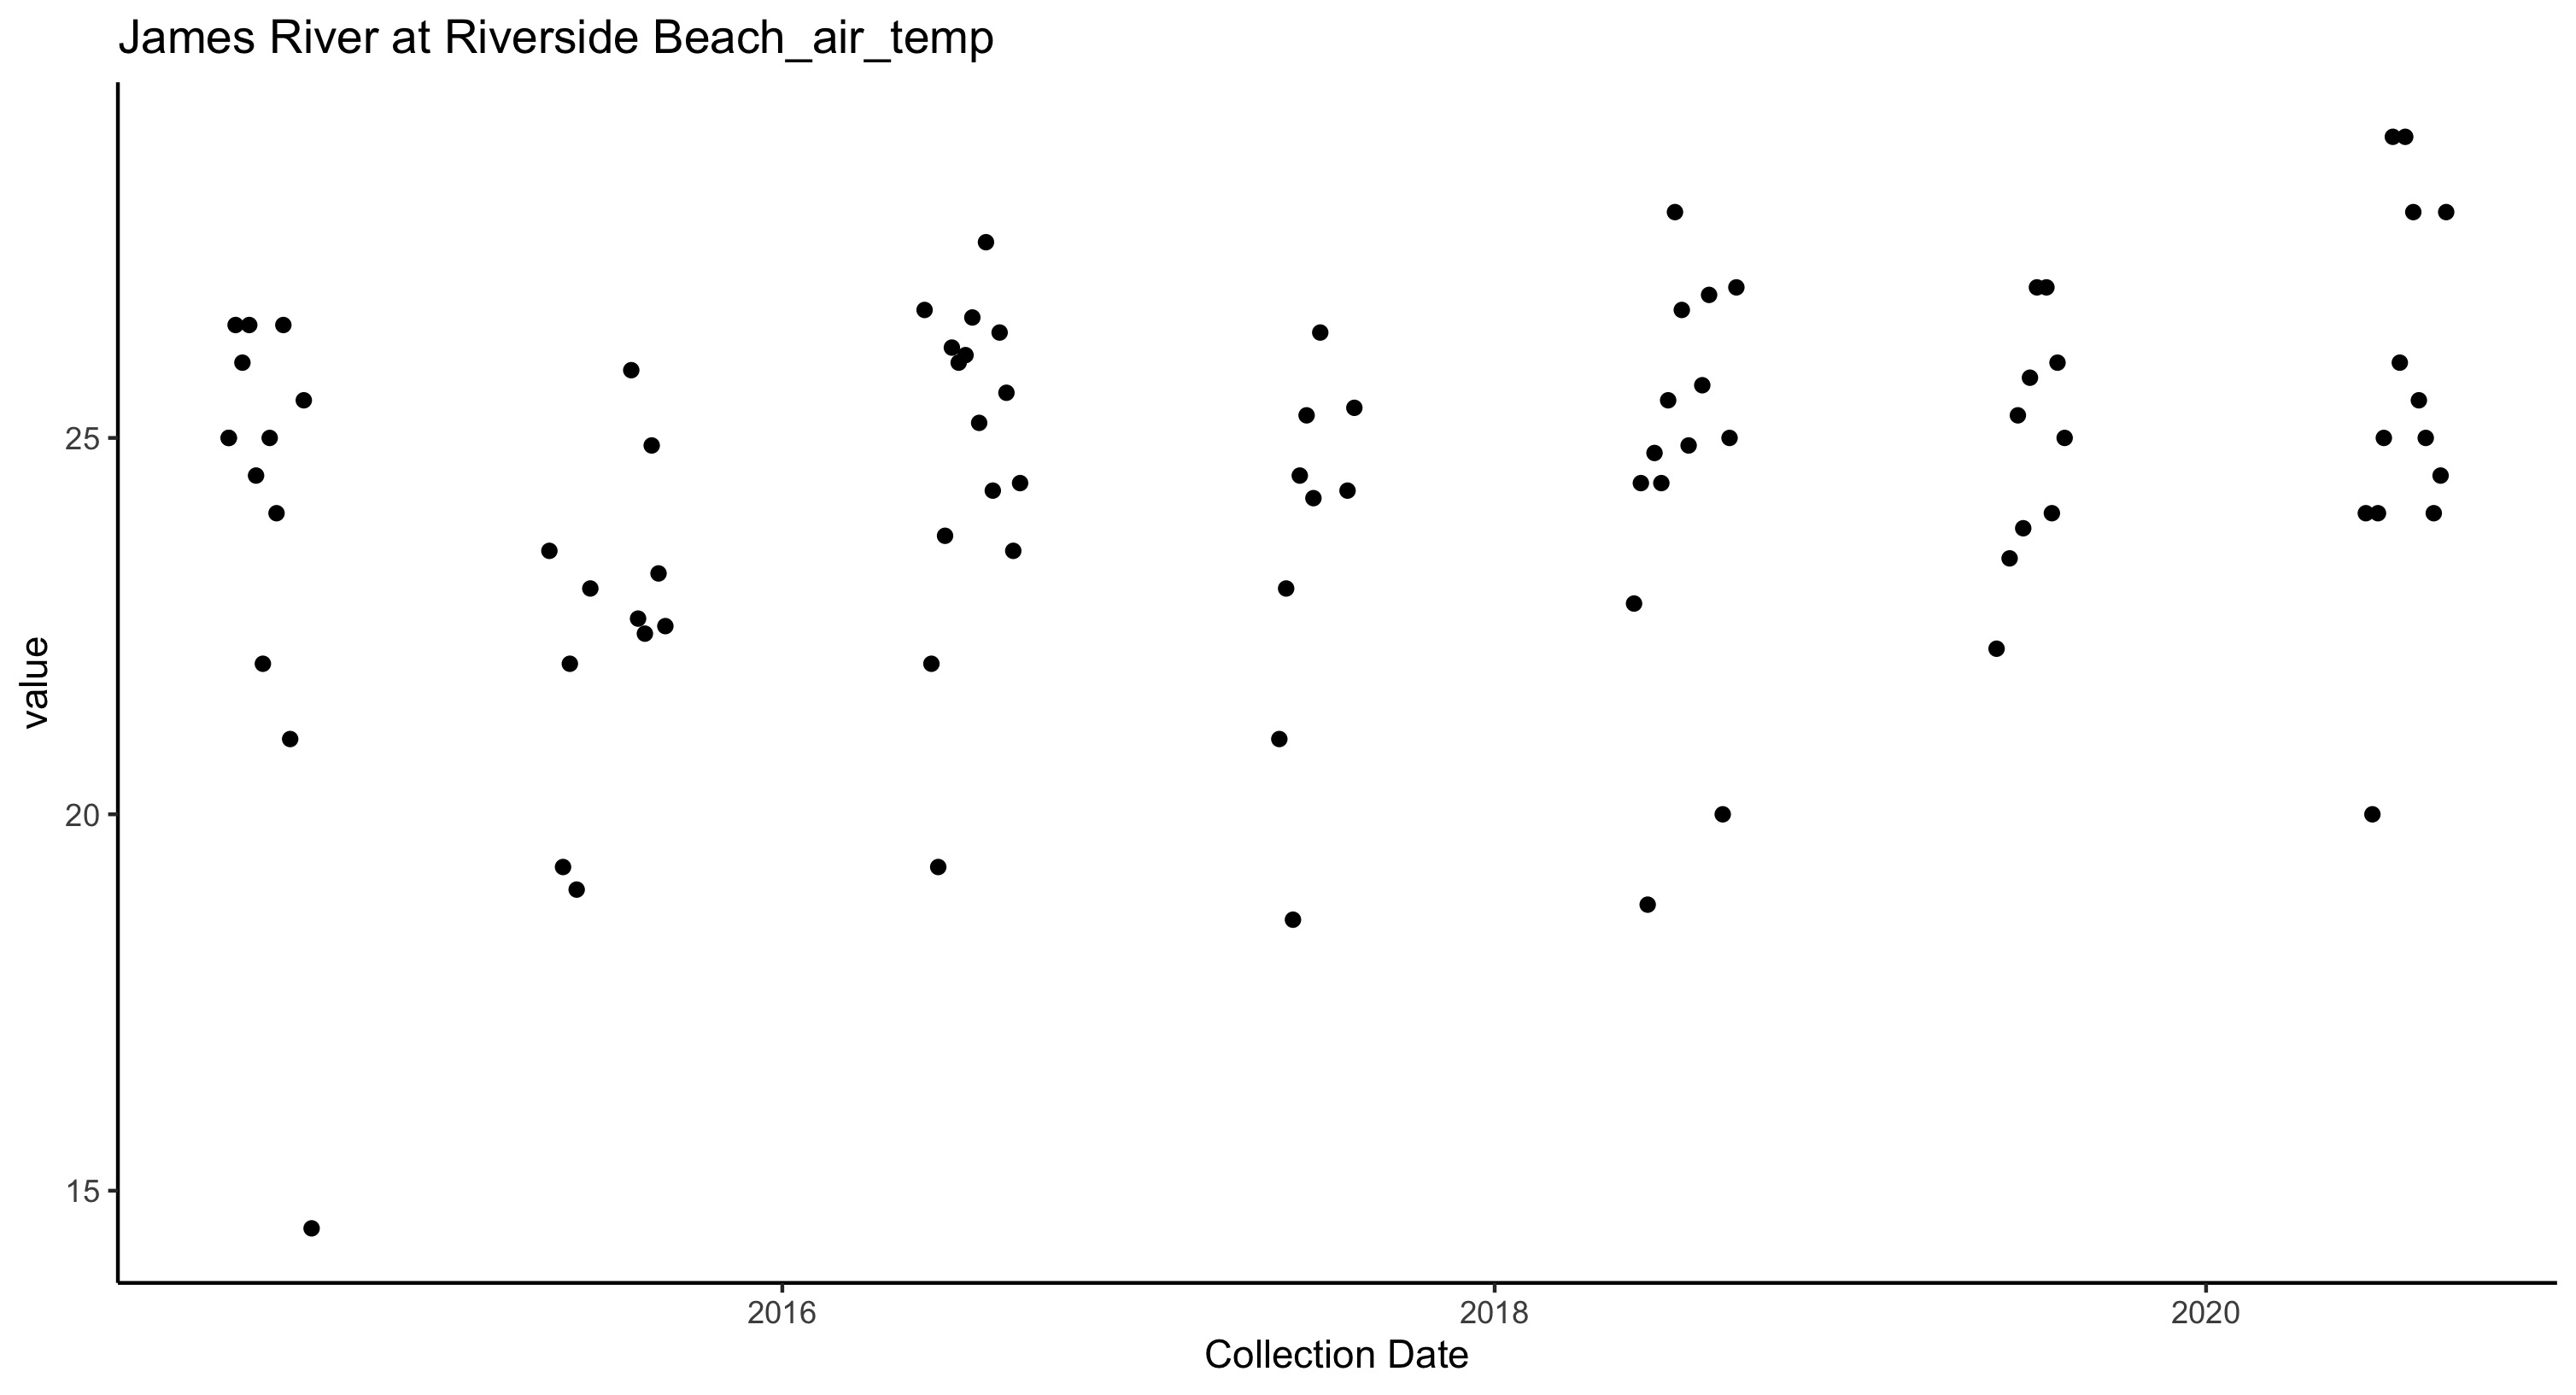 James River at Riverside Beach_air_temp
value
25
20
15
2016
2018
2020
Collection Date